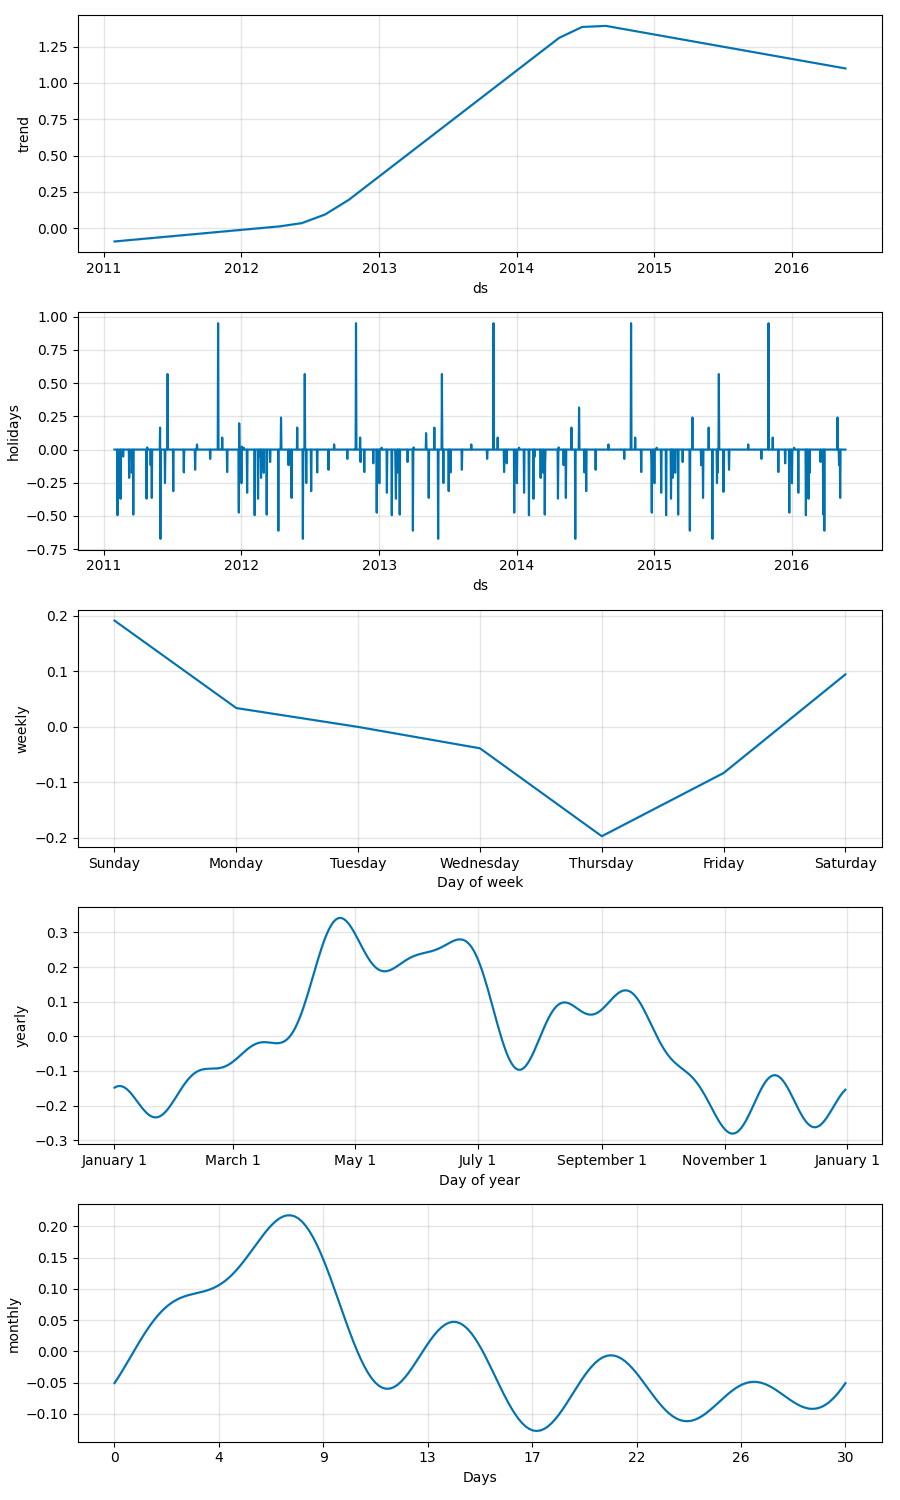 1.25
1.00
0.75
0.50
0.25
0.00
trend
2011 2012 2013 2014 2015 2016
ds
1.00
0.75
0.50
0.25
0.00
−0.25
−0.50
−0.75
holidays
2011 2012 2013 2014 2015 2016
ds
0.2
0.1
0.0
−0.1
−0.2
weekly
Sunday Monday Tuesday Wednesday Thursday Friday Saturday
Day of week
0.3
0.2
0.1
0.0
−0.1
−0.2
−0.3
yearly
January 1 March 1 May 1 July 1 September 1 November 1 January 1
Day of year
0.20
0.15
0.10
0.05
0.00
−0.05
−0.10
monthly
0 4 9 13 17 22 26 30
Days